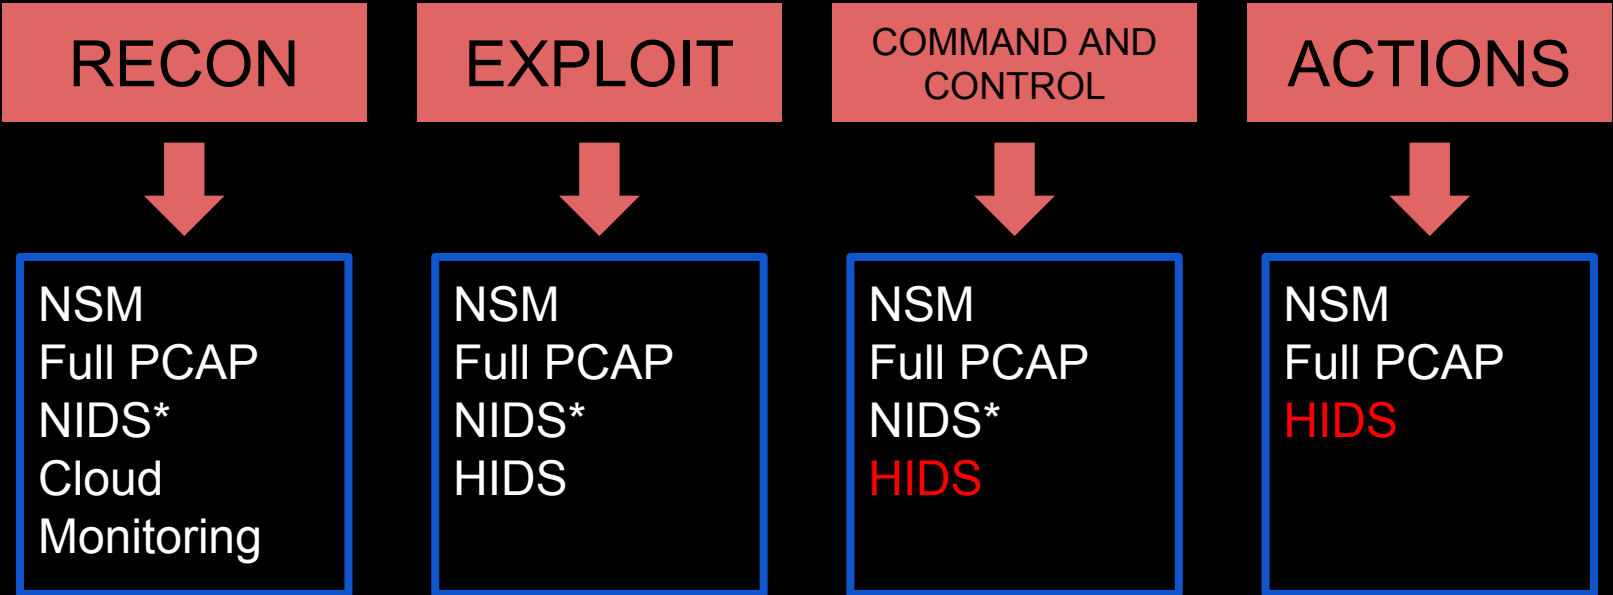 RECON
NSM
Full PCAP
NIDS*
Cloud
Monitoring
EXPLOIT
NSM
Full PCAP
NIDS*
HIDS
COMMAND AND
CONTROL
NSM
Full PCAP
NIDS*
HIDS
ACTIONS
NSM
Full PCAP
HIDS